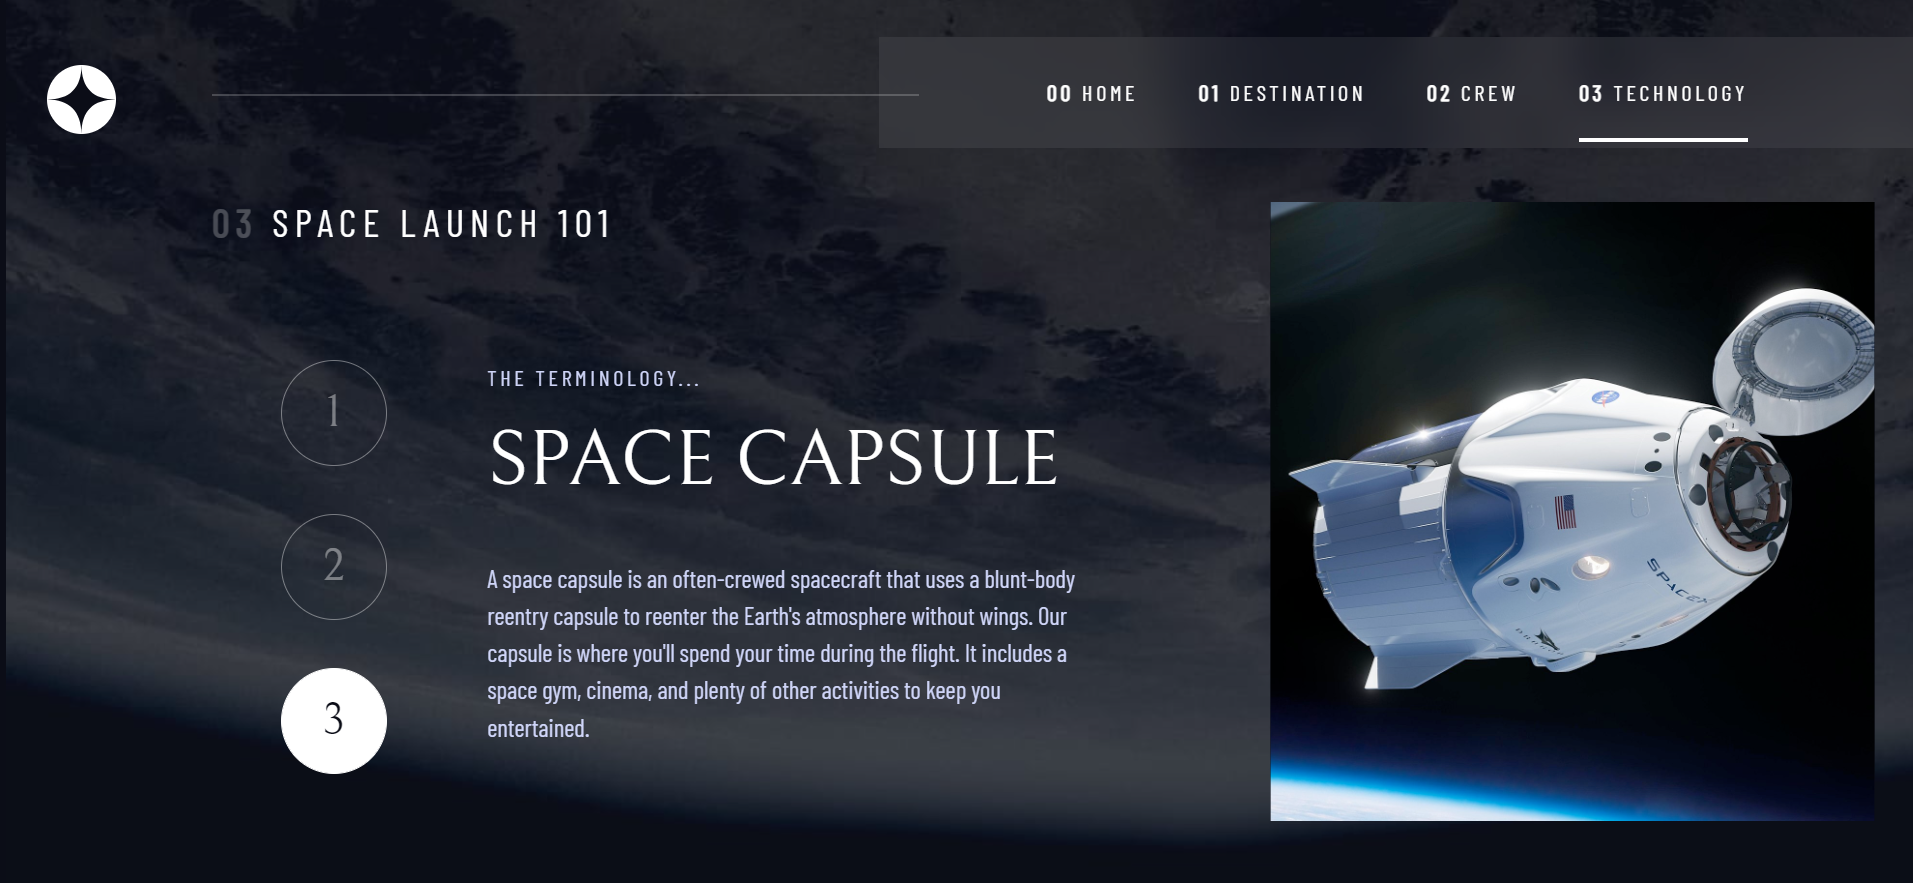 00 HOME 01 DESTINATION 02 CREW 03 TECHNOLOGY
03 SPACE LAUNCH 101
1
2
3
THE TERMINOLOGY...
SPACE CAPSULE
A space capsule is an often-crewed spacecraft that uses a blunt-body
reentry capsule to reenter the Earth's atmosphere without wings. Our
capsule is where you'll spend your time during the flight. It includes a
space gym, cinema, and plenty of other activities to keep you
entertained.
SPACEX
DRAGON